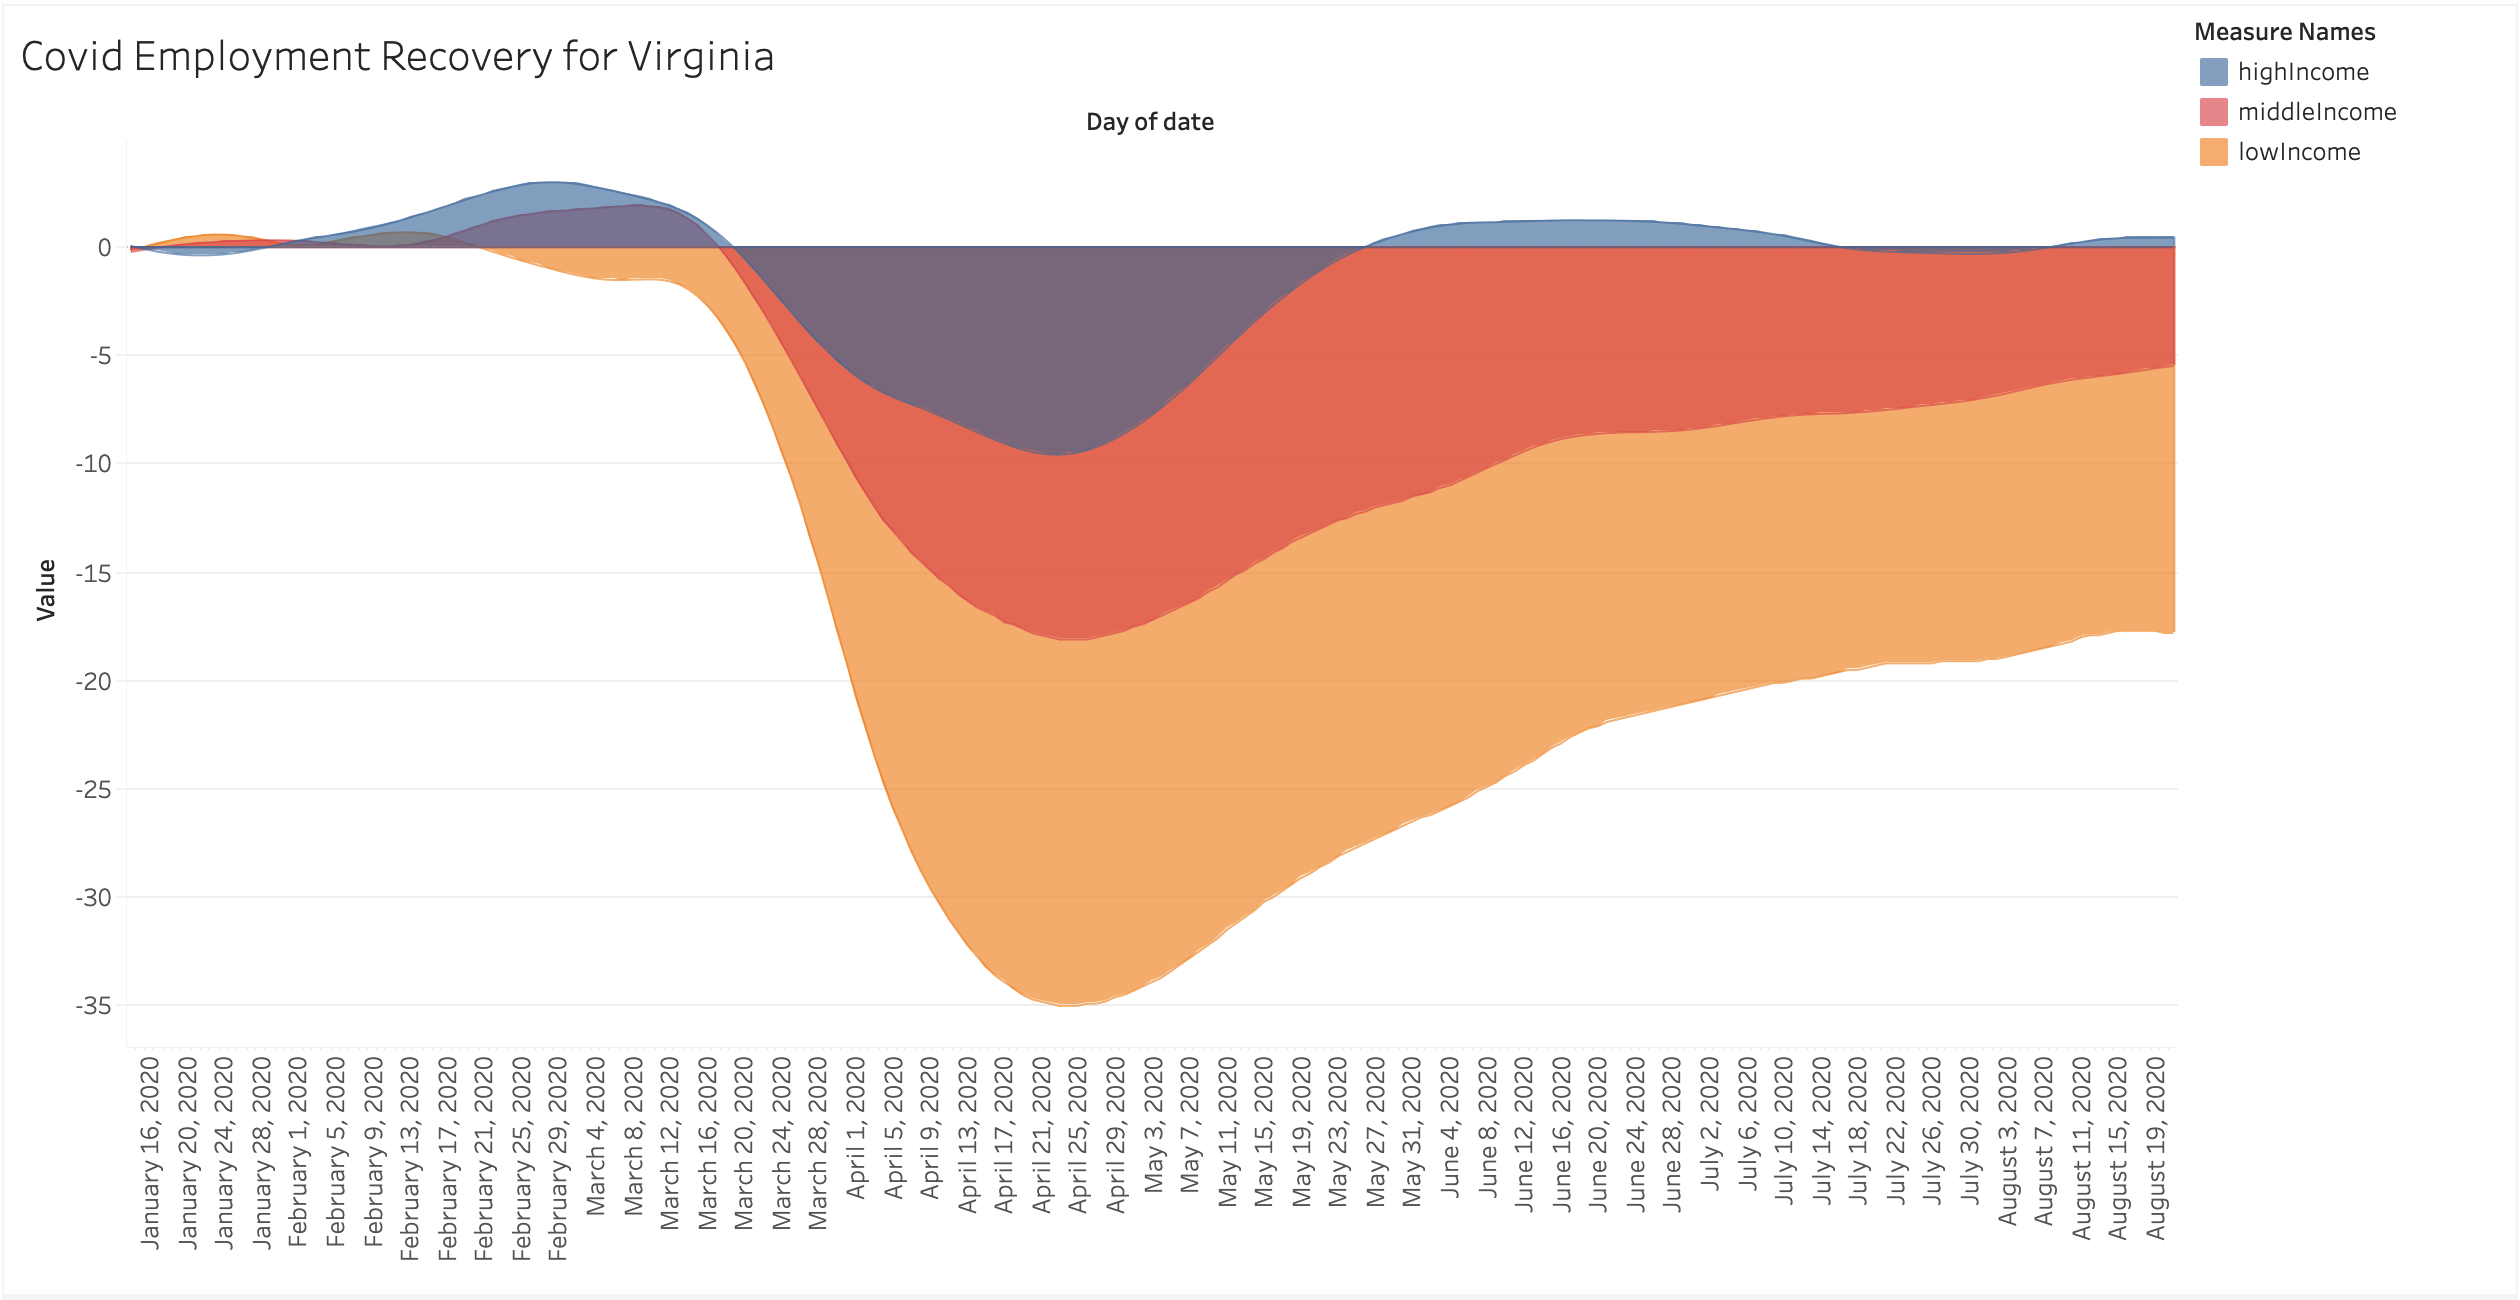 Covid Employment Recovery for Virginia
Measure Names
highIncome
middleIncome
lowIncome
Day of date
Value
0
-5
-10
-15
-20
-25
-30
-35
January 16, 2020
January 20, 2020
January 24, 2020
January 28, 2020
February 1, 2020
February 5, 2020
February 9, 2020
February 13, 2020
February 17, 2020
February 21, 2020
February 25, 2020
February 29, 2020
March 4, 2020
March 8, 2020
March 12, 2020
March 16, 2020
March 20, 2020
March 24, 2020
March 28, 2020
April 1, 2020
April 5, 2020
April 9, 2020
April 13, 2020
April 17, 2020
April 21, 2020
April 25, 2020
April 29, 2020
May 3, 2020
May 7, 2020
May 11, 2020
May 15, 2020
May 19, 2020
May 23, 2020
May 27, 2020
May 31, 2020
June 4, 2020
June 8, 2020
June 12, 2020
June 16, 2020
June 20, 2020
June 24, 2020
June 28, 2020
July 2, 2020
July 6, 2020
July 10, 2020
July 14, 2020
July 18, 2020
July 22, 2020
July 26, 2020
July 30, 2020
August 3, 2020
August 7, 2020
August 11, 2020
August 15, 2020
August 19, 2020